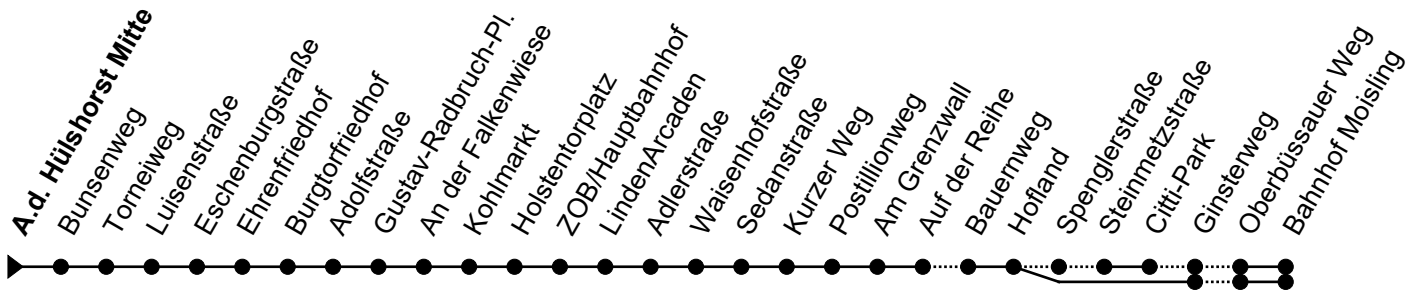 A.d. Hülshorst Mitte
Bunsenweg
Torneiweg
Luisenstraße
Eschenburgstraße
Ehrenfriedhof
Burgtorfriedhof
Adolfstraße
Gustav-Radbruch-Pl.
An der Falkenwiese
Kohlmarkt
Holstentorplatz
ZOB/Hauptbahnhof
LindenArcaden
Adlerstraße
Waisenhofstraße
Sedanstraße
Kurzer Weg
Postillionweg
Am Grenzwall
Auf der Reihe
Bauernweg
Hofland
Spenglerstraße
Steinmetzstraße
Citti-Park
Ginsterweg
Oberbüssauer Weg
Bahnhof Moisling